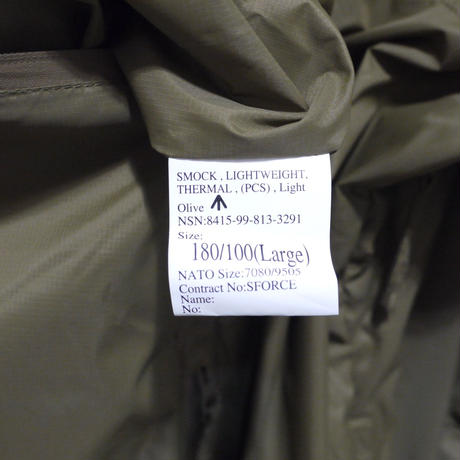 SMOCK , LIGHTWEIGHT,
THERMAL , (PCS) , Light
Olive
NSN:8415-99-813-3291
Size:
180/100(Large)
NATO Size:7080/9505
Contract No:SFORCE
Name:
No: